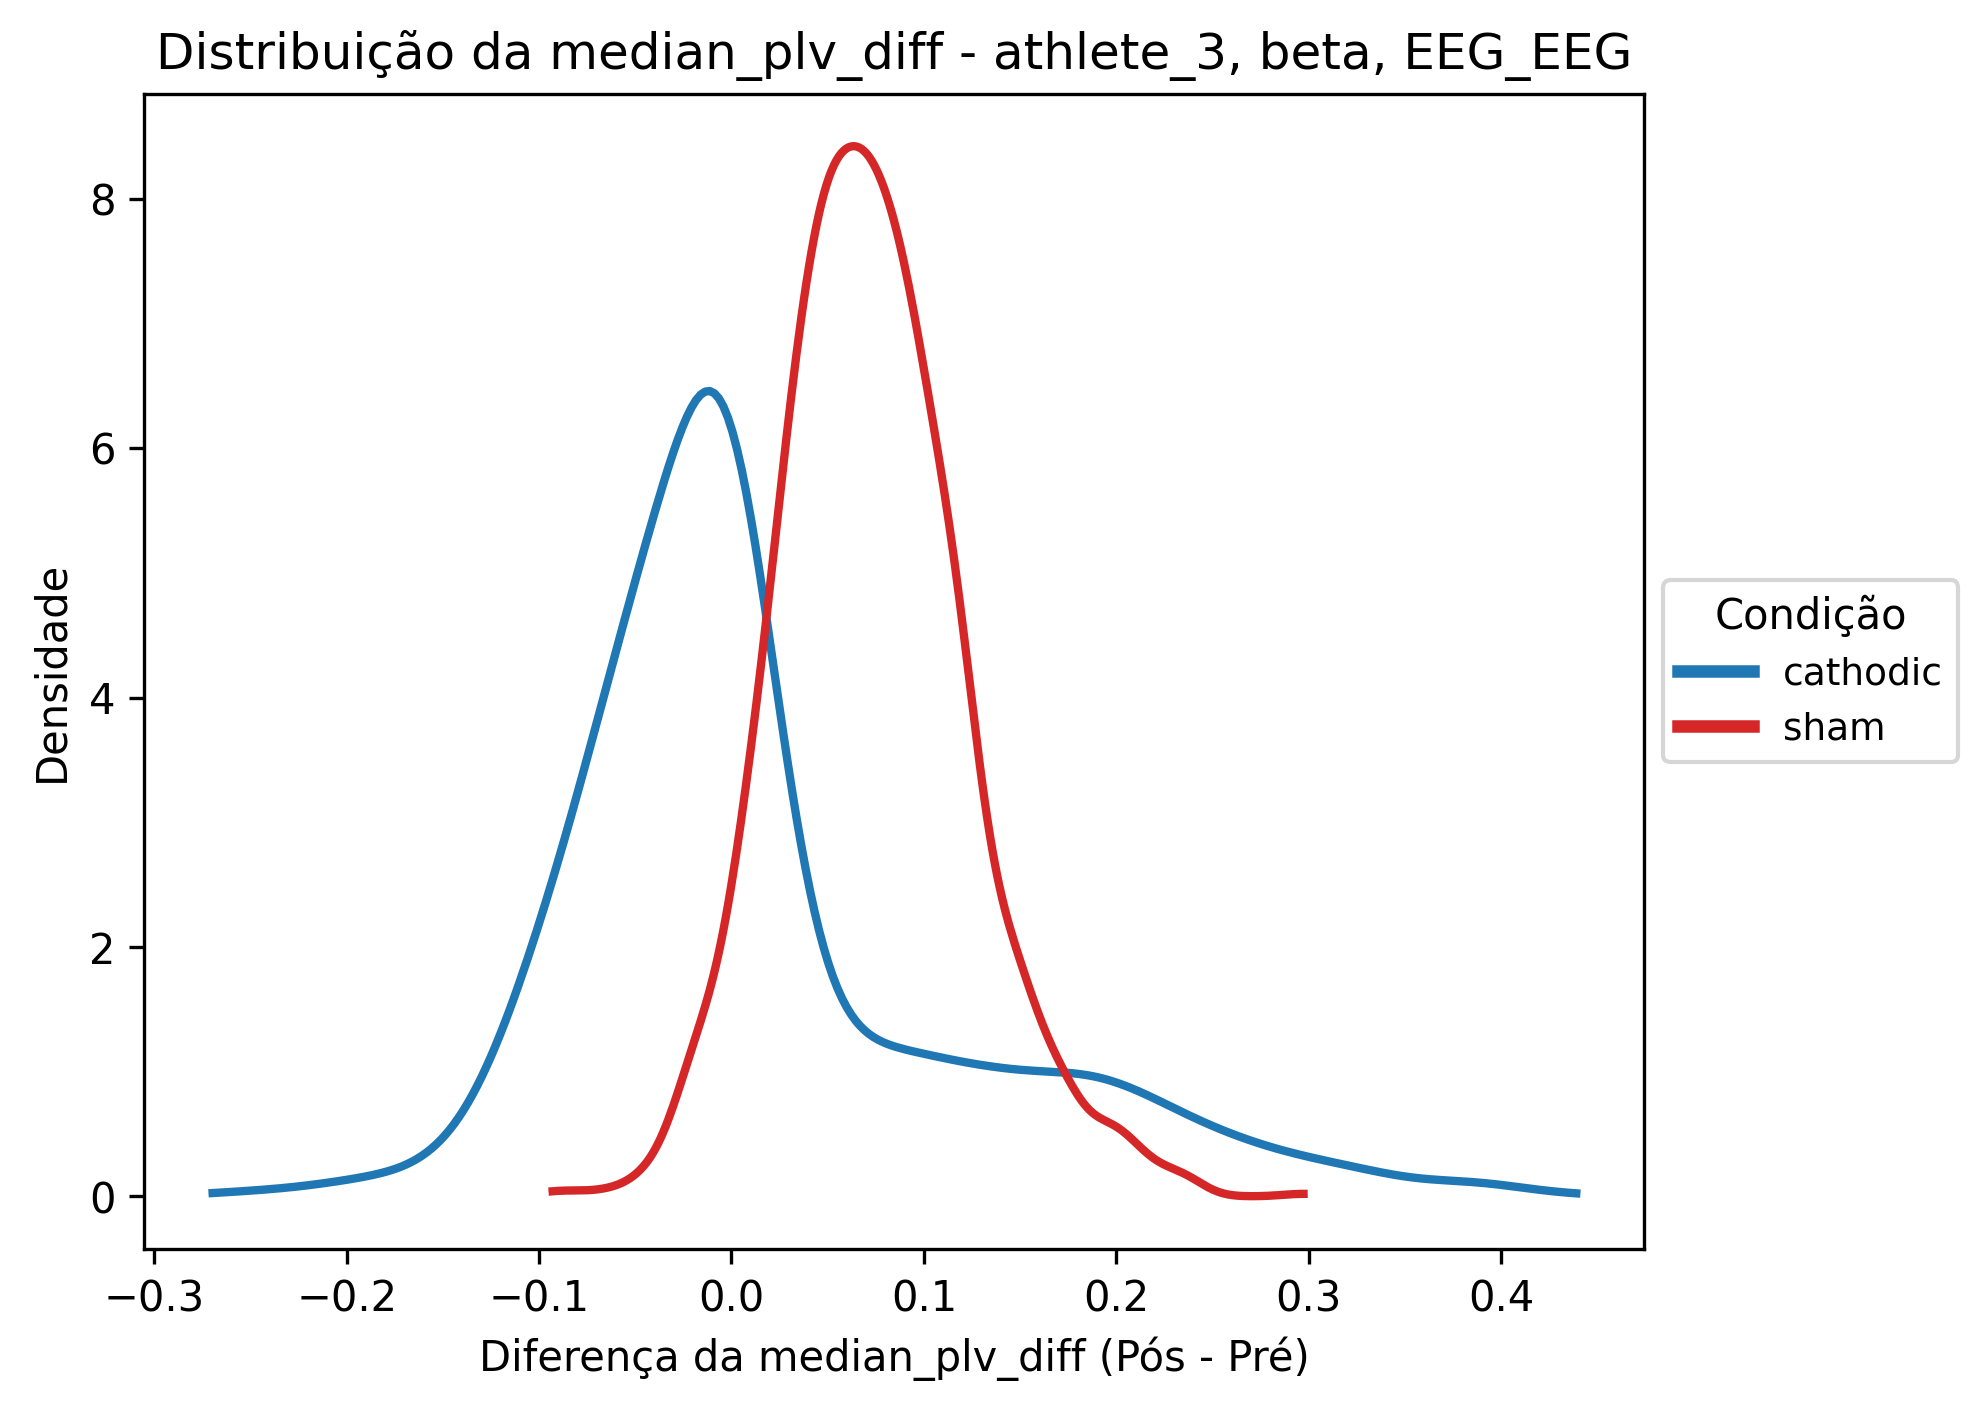 Distribuição da median_plv_diff - athlete_3, beta, EEG_EEG
Densidade
8
6
4
2
0
−0.3 −0.2 −0.1 0.0 0.1 0.2 0.3 0.4
Diferença da median_plv_diff (Pós - Pré)
Condição
cathodic
sham